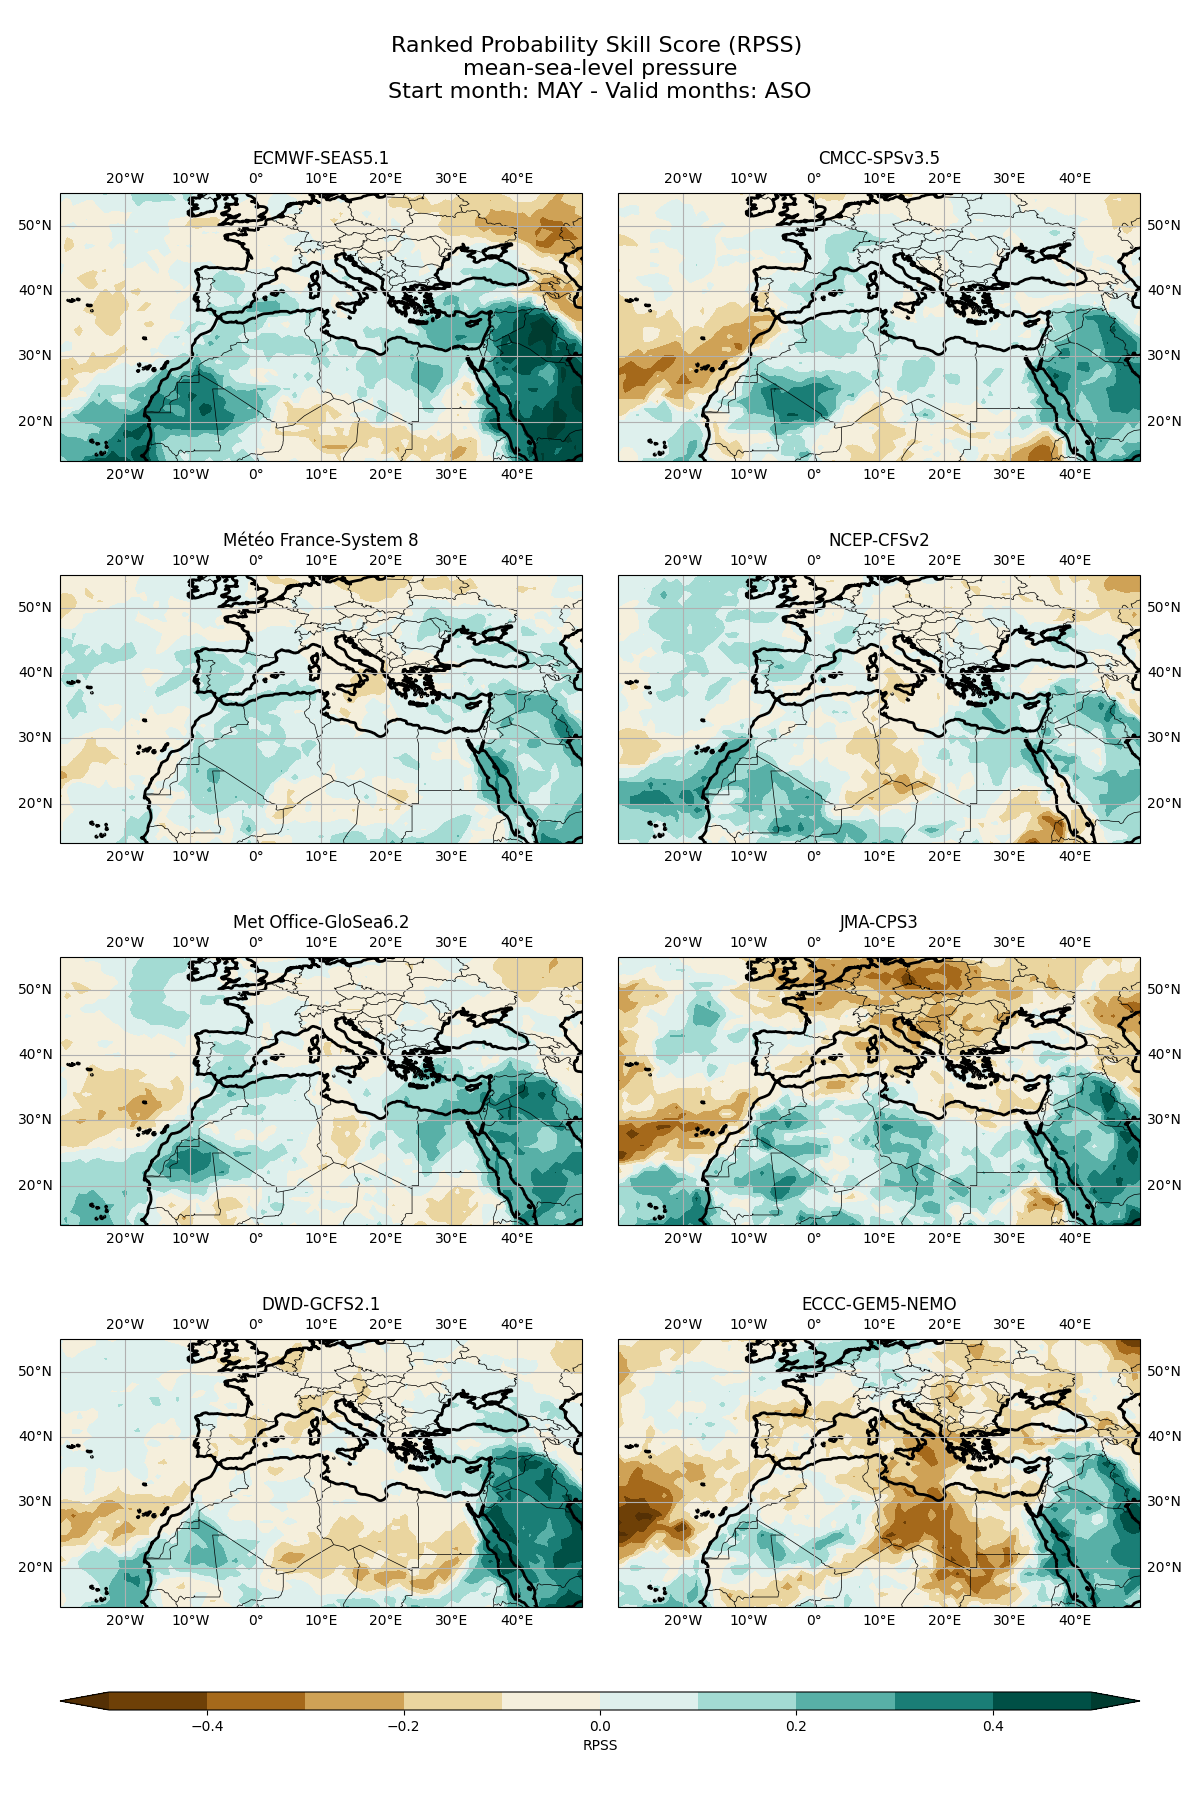 Ranked Probability Skill Score (RPSS)
mean-sea-level pressure
Start month: MAY - Valid months: ASO
ECMWF-SEAS5.1
20°W 10°W 0° 10°E 20°E 30°E 40°E
50°N
40°N
30°N
20°N
20°W 10°W 0° 10°E 20°E 30°E 40°E
CMCC-SPSv3.5
20°W 10°W 0° 10°E 20°E 30°E 40°E
50°N
40°N
30°N
20°N
20°W 10°W 0° 10°E 20°E 30°E 40°E
Météo France-System 8
20°W 10°W 0° 10°E 20°E 30°E 40°E
50°N
40°N
30°N
20°N
20°W 10°W 0° 10°E 20°E 30°E 40°E
NCEP-CFSv2
20°W 10°W 0° 10°E 20°E 30°E 40°E
50°N
40°N
30°N
20°N
20°W 10°W 0° 10°E 20°E 30°E 40°E
Met Office-GloSea6.2
20°W 10°W 0° 10°E 20°E 30°E 40°E
50°N
40°N
30°N
20°N
20°W 10°W 0° 10°E 20°E 30°E 40°E
JMA-CPS3
20°W 10°W 0° 10°E 20°E 30°E 40°E
50°N
40°N
30°N
20°N
20°W 10°W 0° 10°E 20°E 30°E 40°E
DWD-GCFS2.1
20°W 10°W 0° 10°E 20°E 30°E 40°E
50°N
40°N
30°N
20°N
20°W 10°W 0° 10°E 20°E 30°E 40°E
ECCC-GEM5-NEMO
20°W 10°W 0° 10°E 20°E 30°E 40°E
50°N
40°N
30°N
20°N
20°W 10°W 0° 10°E 20°E 30°E 40°E
−0.4 −0.2 0.0 0.2 0.4
RPSS